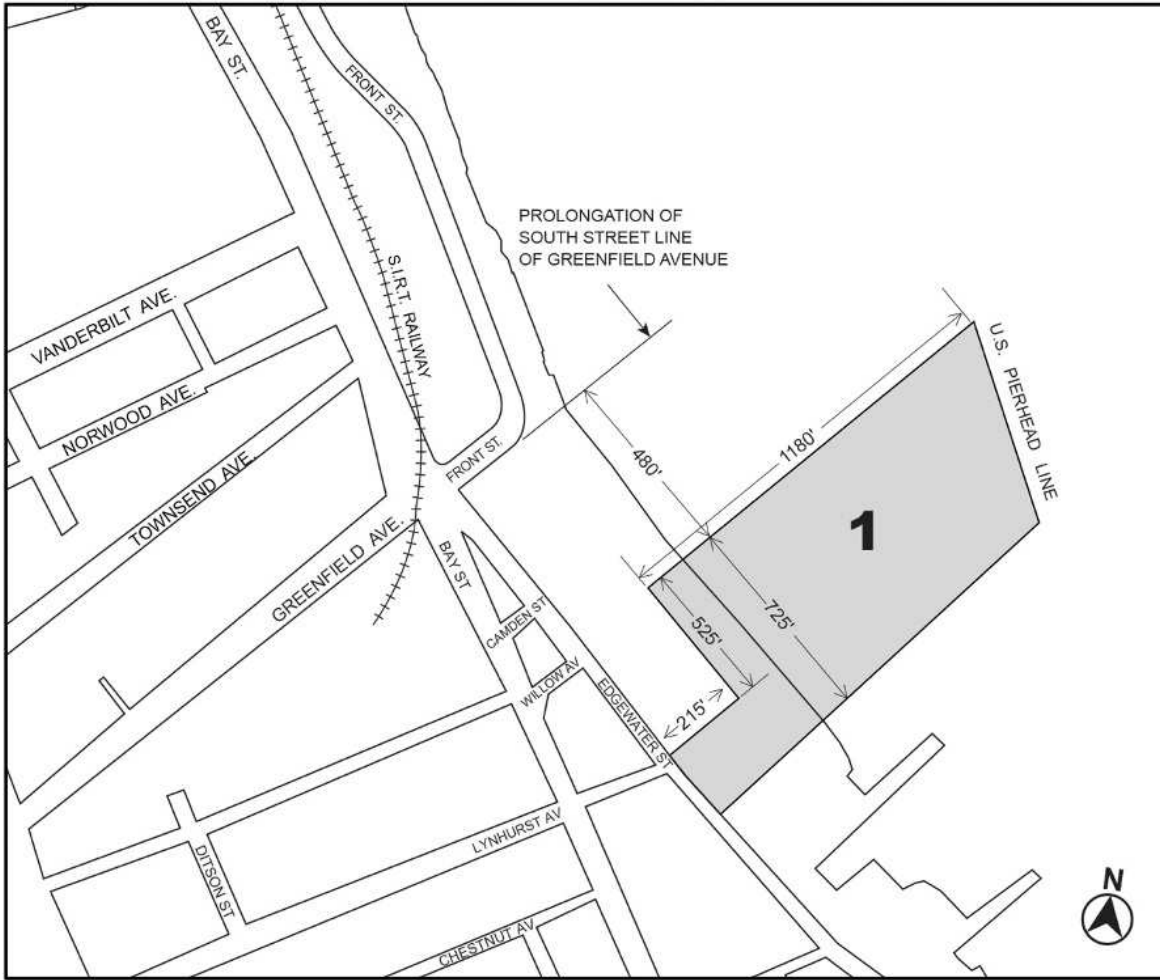 BAY ST.
FRONT ST.
PROLONGATION OF
SOUTH STREET LINE
OF GREENFIELD AVENUE
S.I.R.T. RAILWAY
VANDERBILT AVE.
U.S. PIERHEAD LINE
NORWOOD AVE.
1180'
480'
FRONT ST.
TOWNSEND AVE.
1
GREENFIELD AVE.
BAY ST
725'
525'
CAMDEN ST
WILLOW AV
EDGEWATER ST
215'
LYNHURST AV
DITSON ST
CHESTNUT AV
N